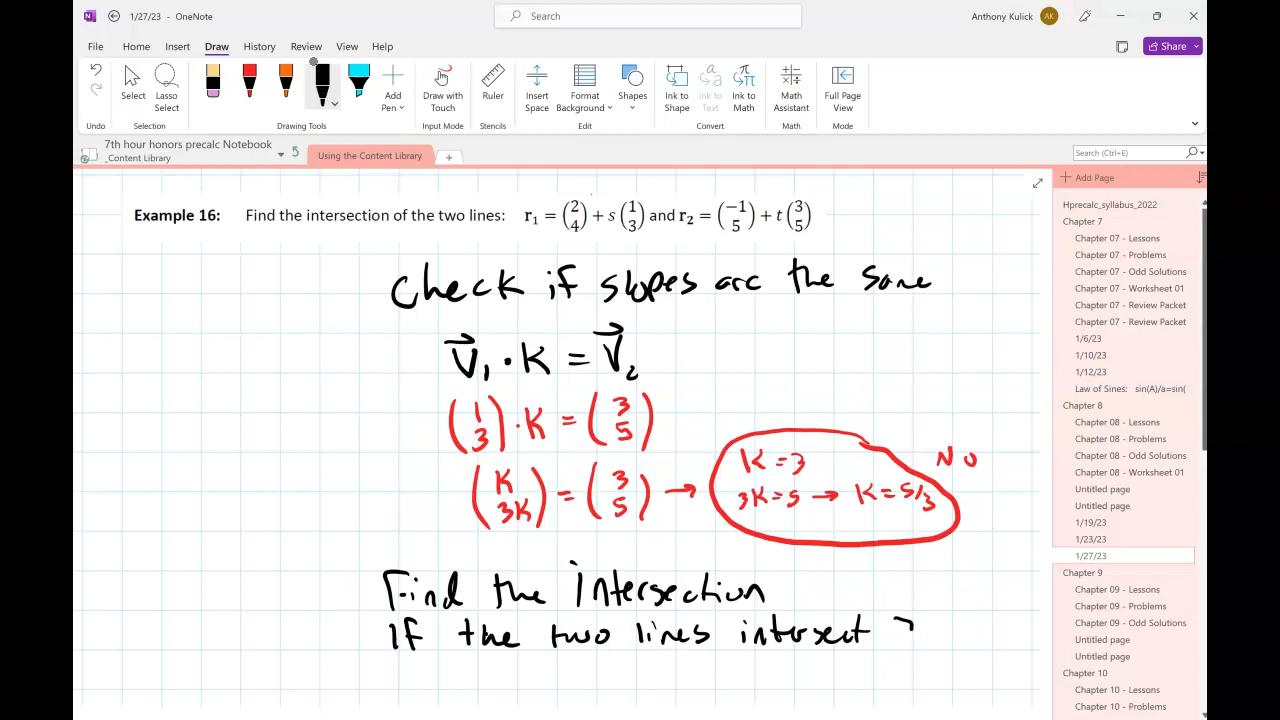 1/27/23 - OneNote
Search
Anthony Kulick
AK
File Home Insert Draw History Review View Help
Share
Undo
Select
Lasso Select
Add Pen
Draw with Touch
Ruler
Insert Space
Format Background
Shapes
Ink to Shape
Ink to Text
Ink to Math
Math Assistant
Full Page View
Undo Selection Drawing Tools Input Mode Stencils Edit Convert Math Mode
7th hour honors precalc Notebook
_Content Library
Using the Content Library
+
Search (Ctrl+E)
Example 16: Find the intersection of the two lines: r₁ = (2 4) + s (1 3) and r₂ = (−1 5) + t (3 5)
Check if slopes are the same
V₁ · K = V₂
(1 3) · K = (3 5)
(K 3K) = (3 5) →
K = 3
3K = 5 → K = 5/3
NO
Find the Intersection
If the two lines intersect
Add Page
Hprecalc_syllabus_2022
Chapter 7
Chapter 07 - Lessons
Chapter 07 - Problems
Chapter 07 - Odd Solutions
Chapter 07 - Worksheet 01
Chapter 07 - Review Packet
Chapter 07 - Review Packet
1/6/23
1/10/23
1/12/23
Law of Sines: sin(A)/a=sin(
Chapter 8
Chapter 08 - Lessons
Chapter 08 - Problems
Chapter 08 - Odd Solutions
Chapter 08 - Worksheet 01
Untitled page
Untitled page
1/19/23
1/23/23
1/27/23
Chapter 9
Chapter 09 - Lessons
Chapter 09 - Problems
Chapter 09 - Odd Solutions
Untitled page
Untitled page
Chapter 10
Chapter 10 - Lessons
Chapter 10 - Problems